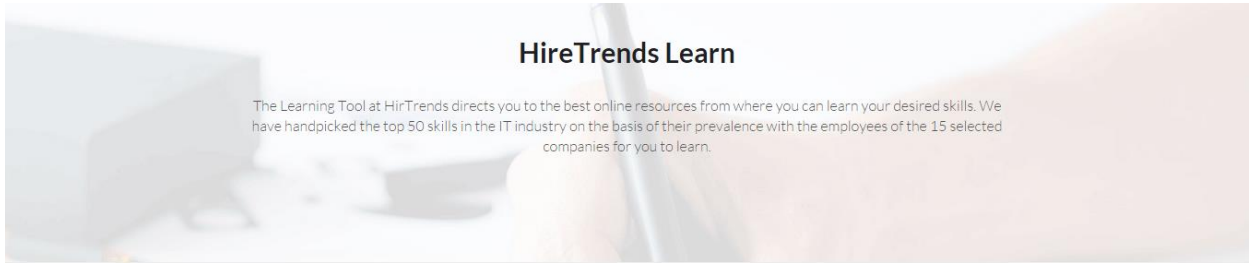 HireTrends Learn
The Learning Tool at HirTrends directs you to the best online resources from where you can learn your desired skills. We
have handpicked the top 50 skills in the IT industry on the basis of their prevalence with the employees of the 15 selected
companies for you to learn.